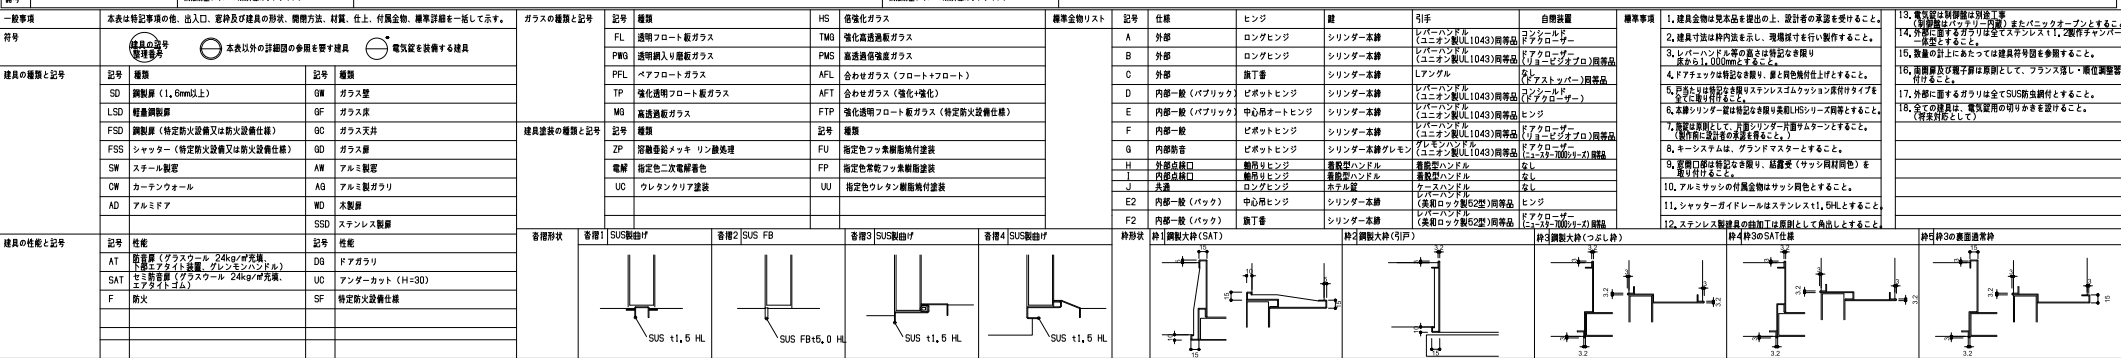 一般事項
本表は特記事項の他、出入口、窓枠及び建具の形状、開閉方法、材質、仕上、付属金物、標準詳細を一括して示す。
符号
建具の記号
整理番号
本表以外の詳細図の参照を要す建具
電気錠を装備する建具
建具の種類と記号
記号 種類 記号 種類
SD 鋼製扉（1.6mm以上） GW ガラス壁
LSD 軽量鋼製扉 GF ガラス床
FSD 鋼製扉（特定防火設備又は防火設備仕様） GC ガラス天井
FSS シャッター（特定防火設備又は防火設備仕様） GD ガラス扉
SW スチール製窓 AW アルミ製窓
CW カーテンウォール AG アルミ製ガラリ
AD アルミドア WD 木製扉
SSD ステンレス製扉
建具の性能と記号
記号 性能 記号 性能
AT 防音扉（グラスウール 24kg/㎡充填、
下部エアタイト装置、グレンモンハンドル） DG ドアガラリ
SAT セミ防音扉（グラスウール 24kg/㎡充填、
エアタイトゴム） UC アンダーカット（H=30）
F 防火 SF 特定防火設備仕様
ガラスの種類と記号
記号 種類 HS 倍強化ガラス
FL 透明フロート板ガラス TMG 強化高透過板ガラス
PWG 透明網入り磨板ガラス PMS 高透過倍強度ガラス
PFL ペアフロートガラス AFL 合わせガラス（フロート+フロート）
TP 強化透明フロート板ガラス AFT 合わせガラス（強化+強化）
MG 高透過板ガラス FTP 強化透明フロート板ガラス（特定防火設備仕様）
建具塗装の種類と記号
記号 種類 記号 種類
ZP 溶融亜鉛メッキ リン酸処理 FU 指定色フッ素樹脂焼付塗装
電解 指定色二次電解着色 FP 指定色常乾フッ素樹脂塗装
UC ウレタンクリア塗装 UU 指定色ウレタン樹脂焼付塗装
沓摺形状
沓摺1 SUS製曲げ
SUS t1.5 HL
沓摺2 SUS FB
SUS FBt5.0 HL
沓摺3 SUS製曲げ
SUS t1.5 HL
沓摺4 SUS製曲げ
SUS t1.5 HL
標準金物リスト
記号 仕様 ヒンジ 鍵 引手 自閉装置
A 外部 ロングヒンジ シリンダー本締 レバーハンドル
（ユニオン製UL1043）同等品 コンシールド
ドアクローザー
B 外部 ロングヒンジ シリンダー本締 レバーハンドル
（ユニオン製UL1043）同等品 ドアクローザー
（リョービジオプロ）同等品
C 外部 旗丁番 シリンダー本締 Lアングル なし
（ドアストッパー）同等品
D 内部一般（パブリック） ピボットヒンジ シリンダー本締 レバーハンドル
（ユニオン製UL1043）同等品 コンシールド
（ドアクローザー）
E 内部一般（パブリック） 中心吊オートヒンジ シリンダー本締 レバーハンドル
（ユニオン製UL1043）同等品 ヒンジ
F 内部一般 ピボットヒンジ シリンダー本締 レバーハンドル
（ユニオン製UL1043）同等品 ドアクローザー
（リョービジオプロ）同等品
G 内部防音 ピボットヒンジ シリンダー本締グレモン グレモンハンドル
（ユニオン製UL1043）同等品 ドアクローザー
（ニュースター7000シリーズ）同等品
H 外部点検口 軸吊りヒンジ 着脱型ハンドル 着脱型ハンドル なし
I 内部点検口 軸吊りヒンジ 着脱型ハンドル 着脱型ハンドル なし
J 共通 ロングヒンジ ホテル錠 ケースハンドル なし
E2 内部一般（バック） 中心吊ヒンジ シリンダー本締 レバーハンドル
（美和ロック製52型）同等品 ヒンジ
F2 内部一般（バック） 旗丁番 シリンダー本締 レバーハンドル
（美和ロック製52型）同等品 ドアクローザー
（ニュースター7000シリーズ）同等品
標準事項
1. 建具金物は見本品を提出の上、設計者の承認を受けること。
2. 建具寸法は枠内法を示し、現場採寸を行い製作すること。
3. レバーハンドル等の高さは特記なき限り
床から1,000mmとすること。
4. ドアチェックは特記なき限り、扉と同色焼付仕上げとすること。
5. 戸当たりは特記なき限りステンレスゴムクッション床付けタイプを
全てに取り付けること。
6. 本締シリンダー錠は特記なき限り美和LHSシリーズ同等とすること。
7. 施錠は原則として、片面シリンダー片面サムターンとすること。
（製作前に設計者の承認を得ること。）
8. キーシステムは、グランドマスターとすること。
9. 窓開口部は特記なき限り、結露受（サッシ同材同色）を
取り付けること。
10. アルミサッシの付属金物はサッシ同色とすること。
11. シャッターガイドレールはステンレスt1.5HLとすること。
12. ステンレス製建具の曲加工は原則として角出しとすること。
13. 電気錠は制御盤は別途工事
（制御盤はバッテリー内蔵）またパニックオープンとすること
14. 外部に面するガラリは全てステンレスt1.2製作チャンバー
一体型とすること。
15. 数量の計上にあたっては建具符号図を参照すること。
16. 両開扉及び親子扉は原則として、フランス落し・順位調整器
付けること。
17. 外部に面するガラリは全てSUS防虫網付とすること。
18. 全ての建具は、電気錠用の切りかきを設けること。
（将来対応として）
枠形状
枠1 鋼製大枠(SAT)
枠2 鋼製大枠(引戸)
枠3 鋼製大枠(つぶし枠)
枠4 枠3のSAT仕様
枠5 枠3の裏面過常枠